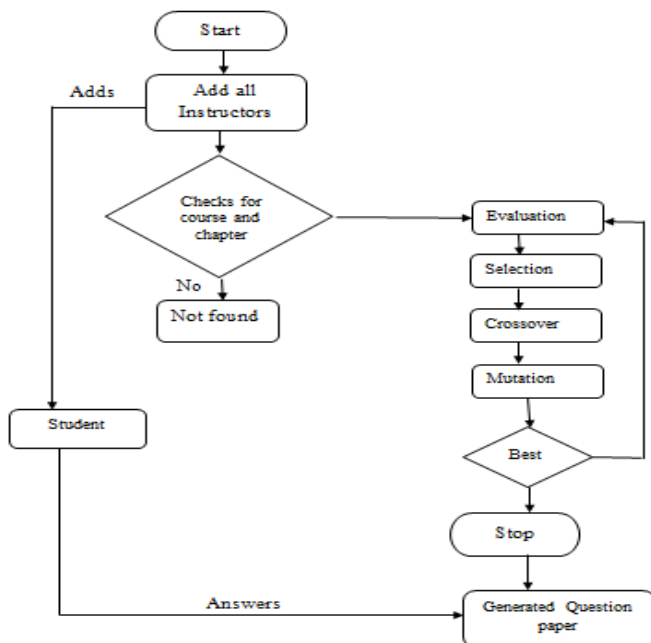 Start
Adds
Add all
Instructors
Checks for
course and
chapter
Evaluation
Selection
No
Not found
Crossover
Mutation
Student
Best
Stop
Answers
Generated Question
paper